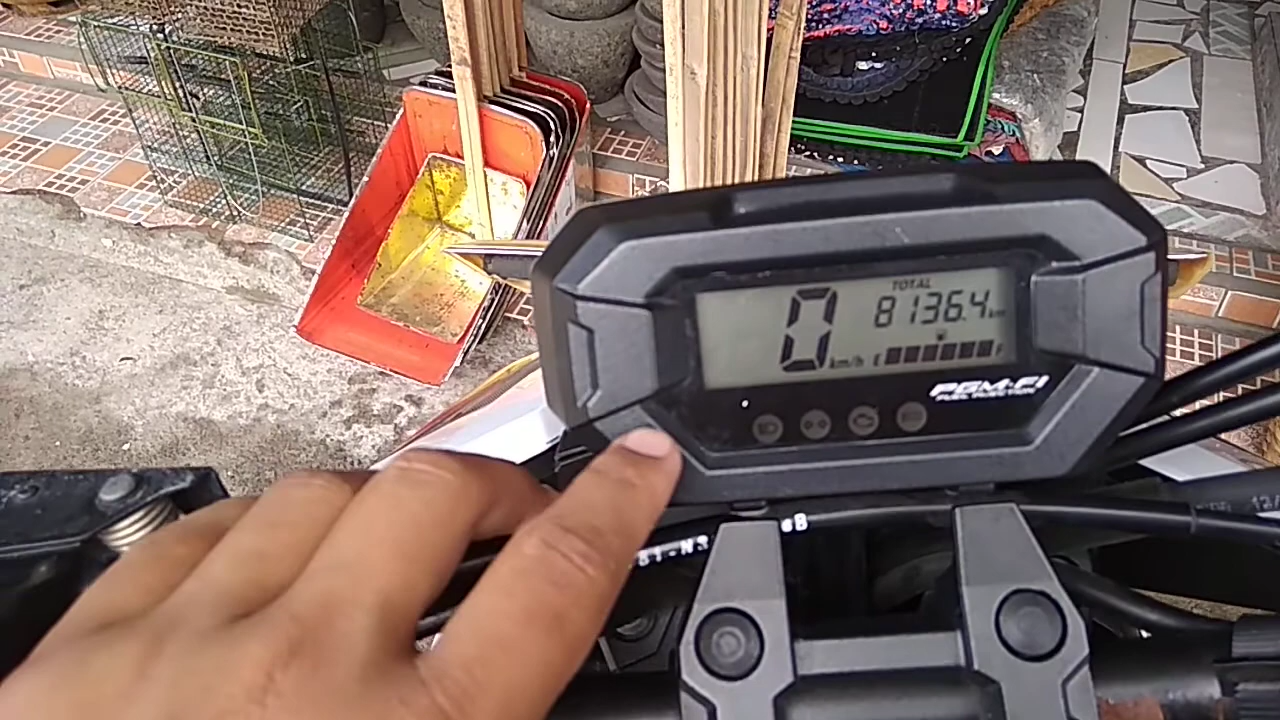 TOTAL
0 km/h
8136.4 km
E F
PGM-FI
FUEL INJECTION